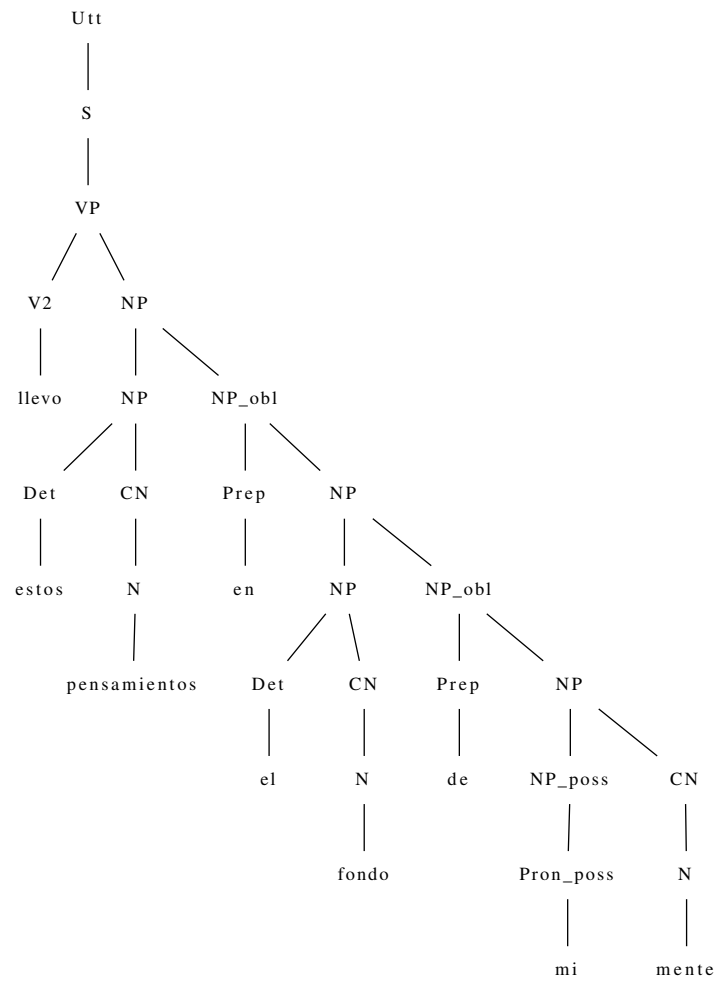 Utt
S
VP
V2 NP
llevo NP NP_obl
Det CN Prep NP
estos N en NP NP_obl
pensamientos Det CN Prep NP
el N de NP_poss CN
fondo Pron_poss N
mi mente